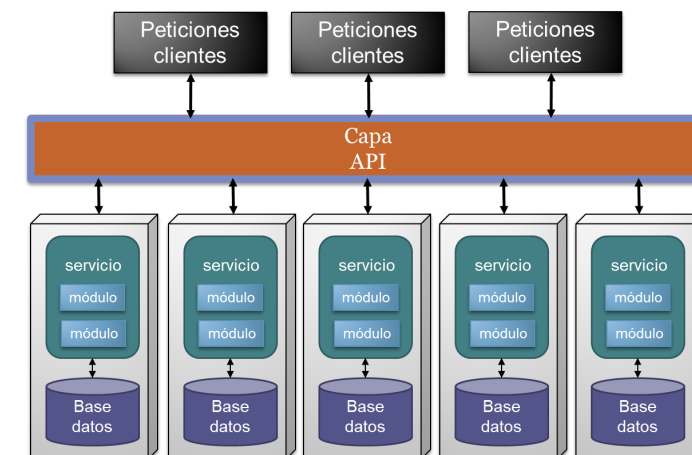 Peticiones
clientes
Peticiones
clientes
Peticiones
clientes
Capa
API
servicio
módulo
módulo
Base
datos
servicio
módulo
módulo
Base
datos
servicio
módulo
módulo
Base
datos
servicio
módulo
módulo
Base
datos
servicio
módulo
módulo
Base
datos